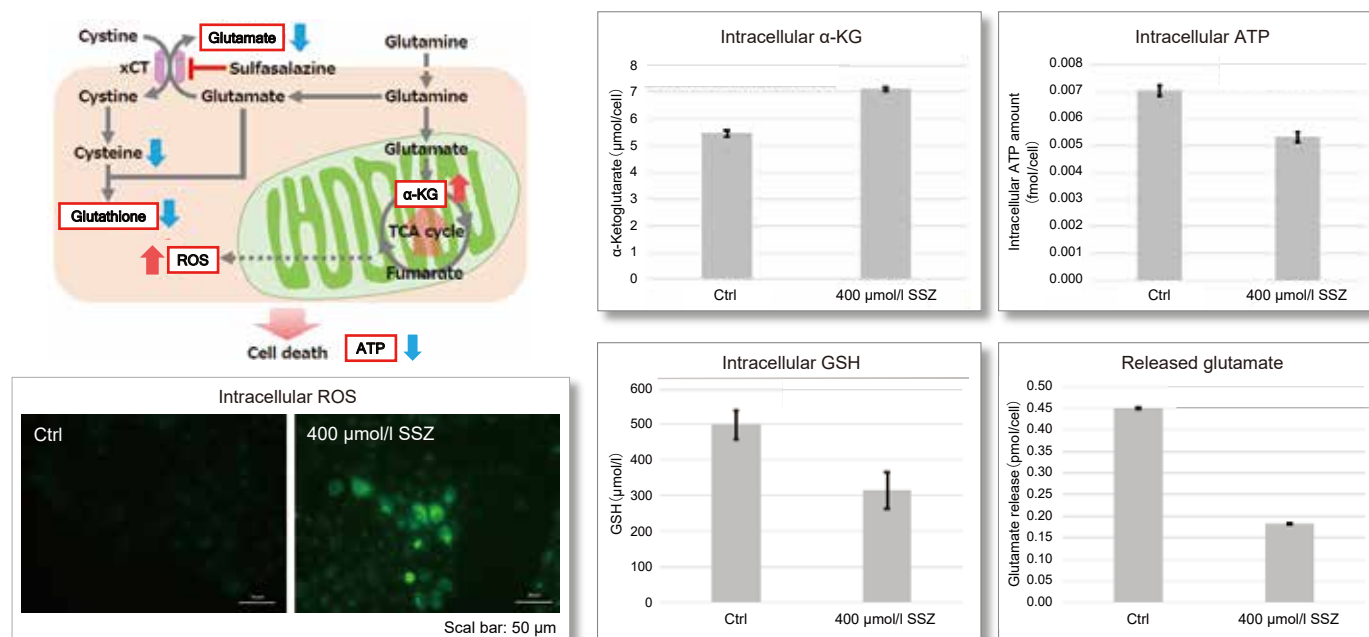 Cystine
Glutamate
Glutamine
xCT
Sulfasalazine
Cystine
Glutamate
Glutamine
Cysteine
Glutamate
α-KG
Glutathione
TCA cycle
ROS
Fumarate
Cell death
ATP
Intracellular α-KG
α-Ketoglutarate (μmol/cell)
8
7
6
5
4
3
2
1
0
Ctrl
400 μmol/l SSZ
Intracellular ATP
Intracellular ATP amount
(fmol/cell)
0.008
0.007
0.006
0.005
0.004
0.003
0.002
0.001
0.000
Ctrl
400 μmol/l SSZ
Intracellular ROS
Ctrl
400 μmol/l SSZ
Scal bar: 50 μm
Intracellular GSH
GSH (μmol/l)
600
500
400
300
200
100
0
Ctrl
400 μmol/l SSZ
Released glutamate
Glutamate release (pmol/cell)
0.50
0.45
0.40
0.35
0.30
0.25
0.20
0.15
0.10
0.05
0.00
Ctrl
400 μmol/l SSZ